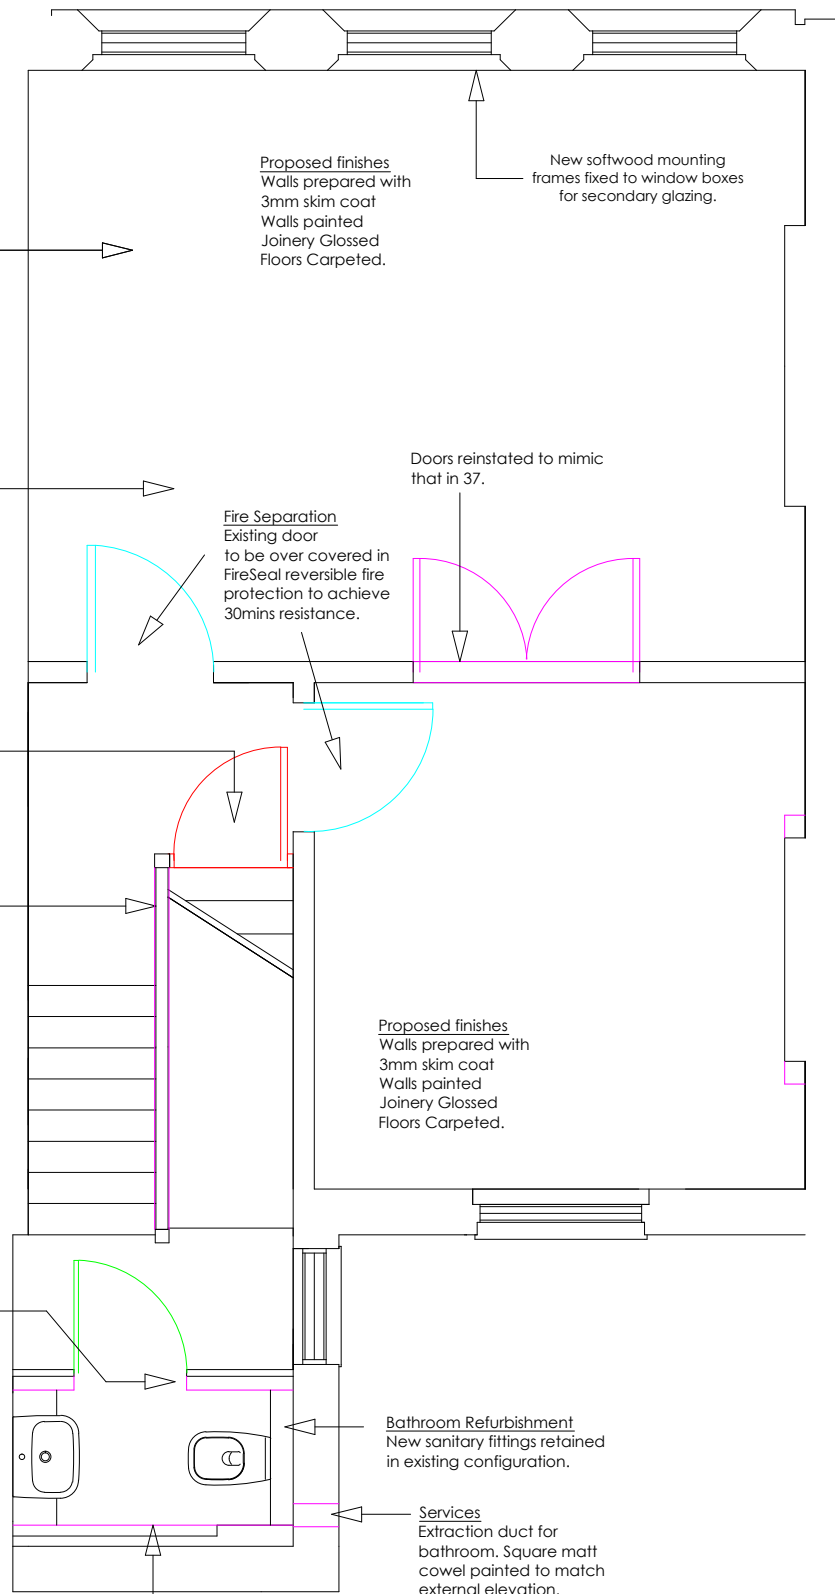 Proposed finishes
Walls prepared with
3mm skim coat
Walls painted
Joinery Glossed
Floors Carpeted.
New softwood mounting
frames fixed to window boxes
for secondary glazing.
Doors reinstated to mimic
that in 37.
Fire Separation
Existing door
to be over covered in
FireSeal reversible fire
protection to achieve
30mins resistance.
Proposed finishes
Walls prepared with
3mm skim coat
Walls painted
Joinery Glossed
Floors Carpeted.
Bathroom Refurbishment
New sanitary fittings retained
in existing configuration.
Services
Extraction duct for
bathroom. Square matt
cowel painted to match
external elevation.